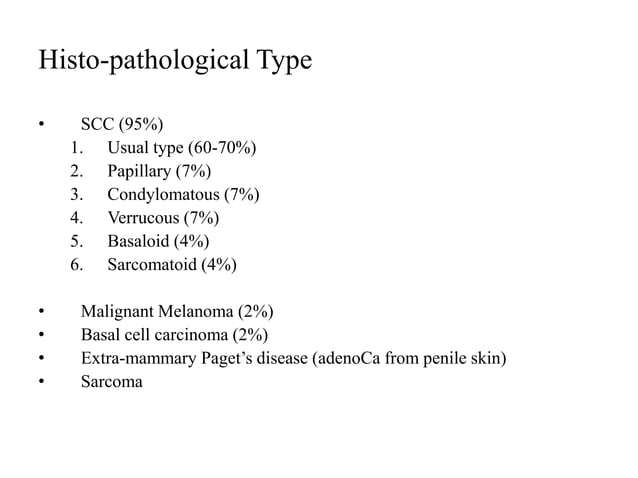 Histo-pathological Type
• SCC (95%)
1. Usual type (60-70%)
2. Papillary (7%)
3. Condylomatous (7%)
4. Verrucous (7%)
5. Basaloid (4%)
6. Sarcomatoid (4%)
• Malignant Melanoma (2%)
• Basal cell carcinoma (2%)
• Extra-mammary Paget’s disease (adenoCa from penile skin)
• Sarcoma